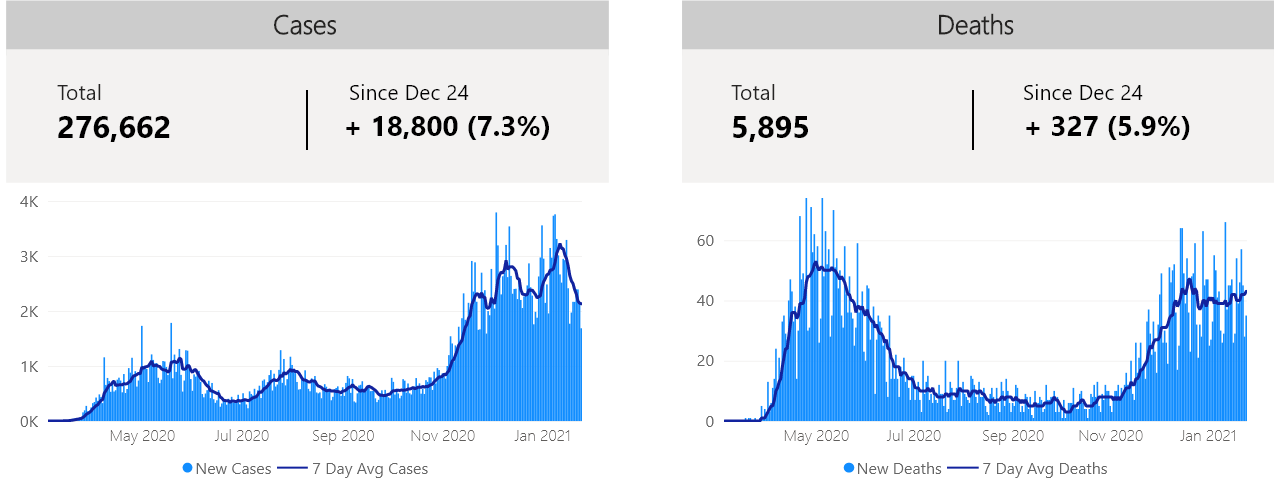 Cases
Total
276,662
Since Dec 24
+ 18,800 (7.3%)
4K
3K
2K
1K
0K
May 2020 Jul 2020 Sep 2020 Nov 2020 Jan 2021
New Cases 7 Day Avg Cases
Deaths
Total
5,895
Since Dec 24
+ 327 (5.9%)
60
40
20
0
May 2020 Jul 2020 Sep 2020 Nov 2020 Jan 2021
New Deaths 7 Day Avg Deaths